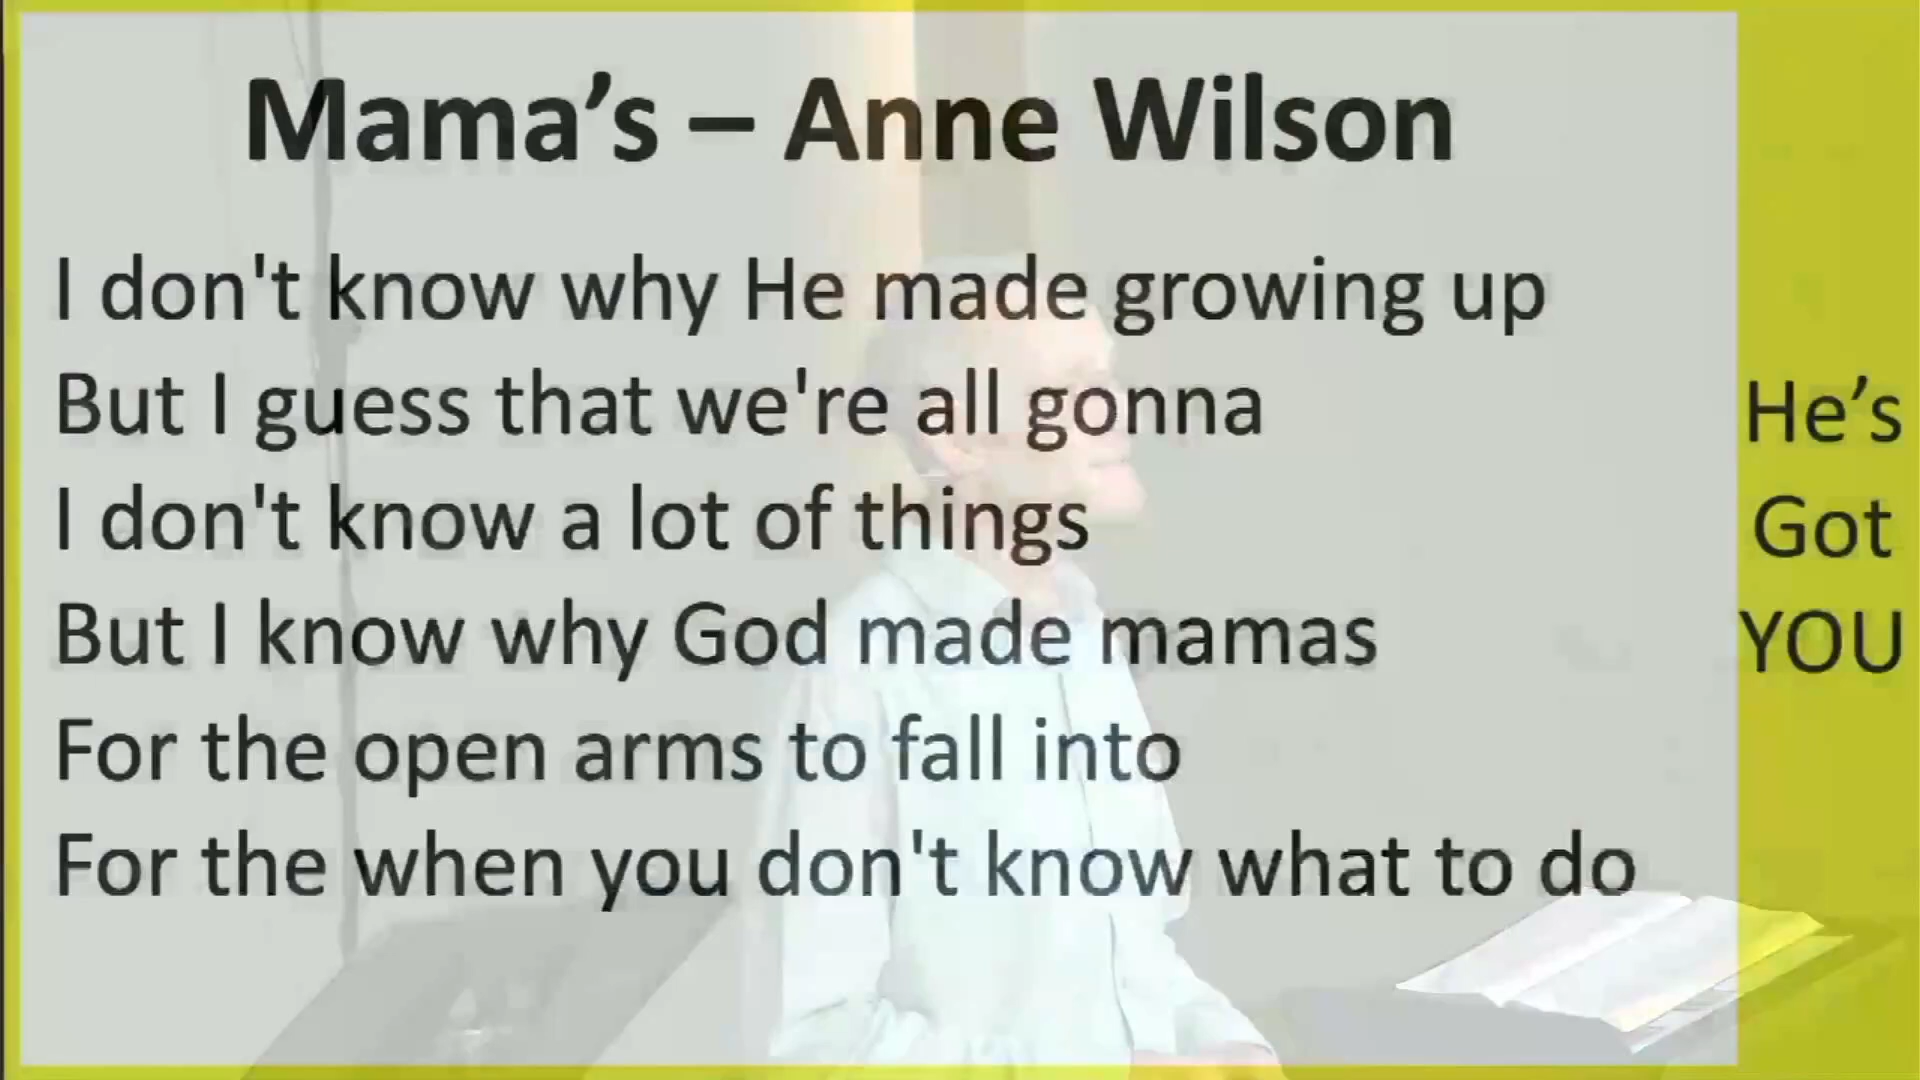 Mama’s – Anne Wilson
I don't know why He made growing up
But I guess that we're all gonna
I don't know a lot of things
But I know why God made mamas
For the open arms to fall into
For the when you don't know what to do
He’s
Got
YOU